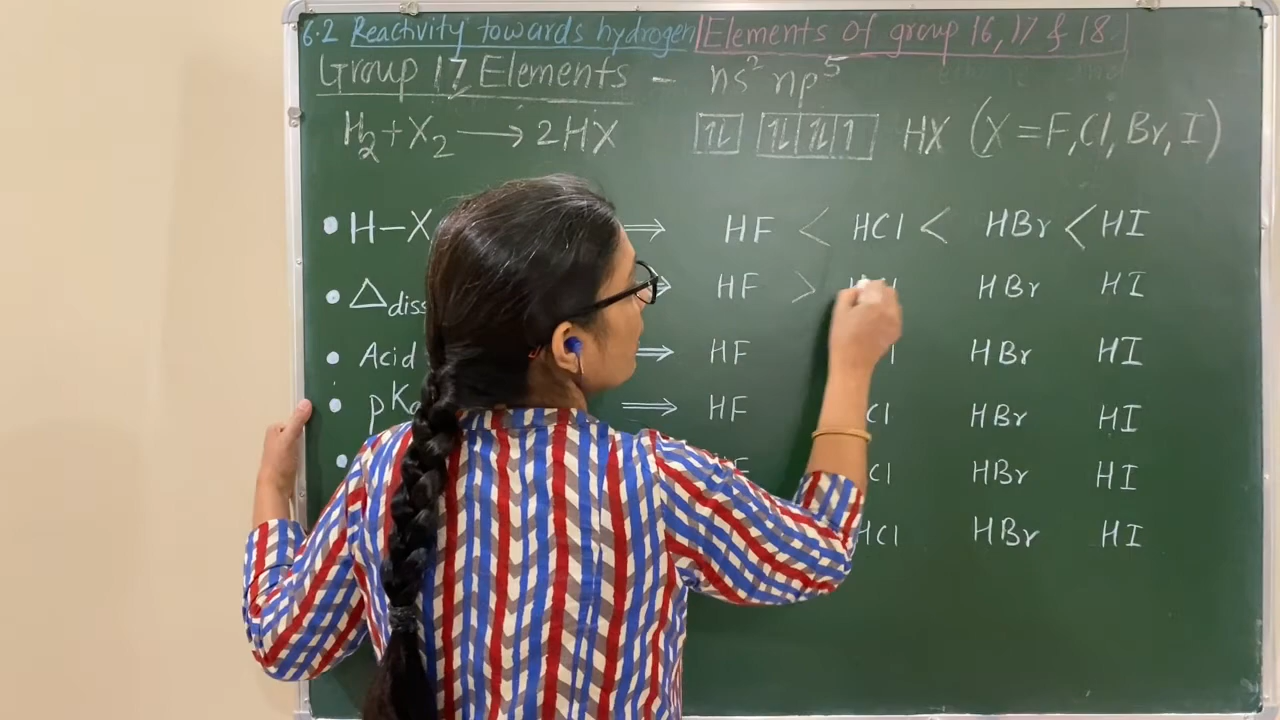 6.2 Reactivity towards hydrogen Elements of group 16, 17 & 18
Group 17 Elements - ns² np⁵
H₂ + X₂ ⟶ 2HX ⥮ ⥮ ⥮ ↿ HX (X = F, Cl, Br, I)
• H–X ⇒ HF < HCl < HBr < HI
• Δdiss HF > HBr HI
• Acid ⇒ HF HBr HI
• pKa ⇒ HF Cl HBr HI
• Cl HBr HI
HCl HBr HI